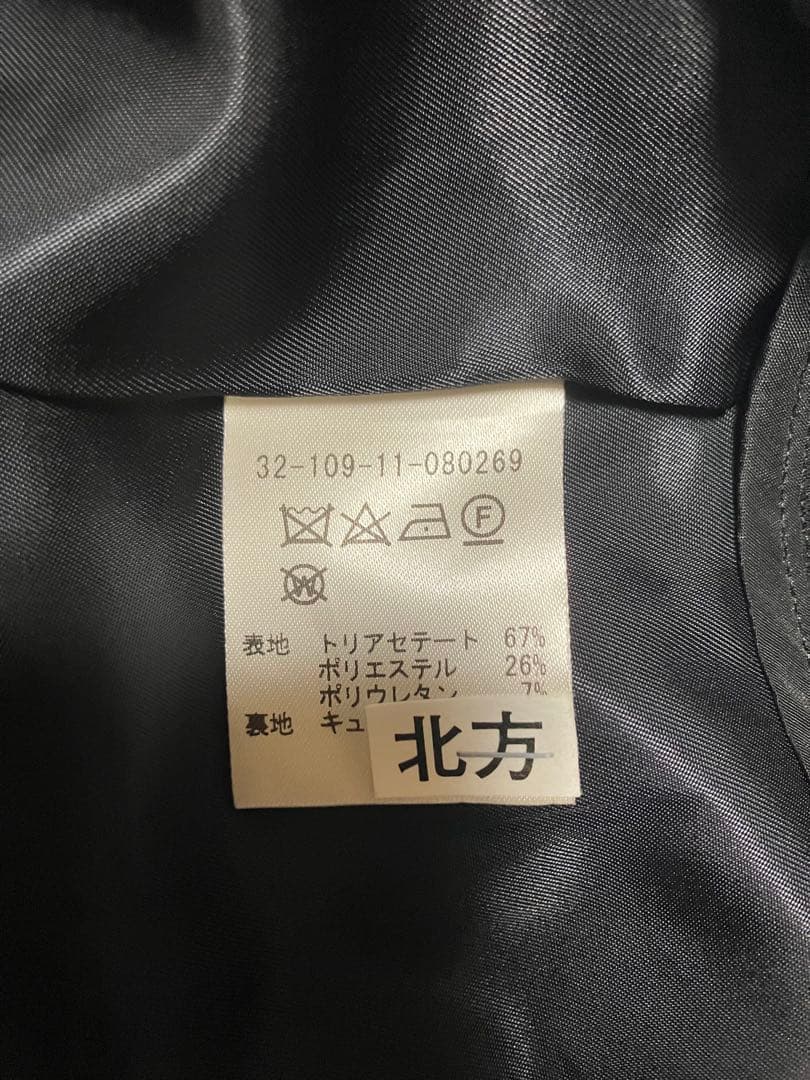 32-109-11-080269
F
W
表地 トリアセテート 67%
ポリエステル 26%
ポリウレタン 7%
裏地 キュ
北方